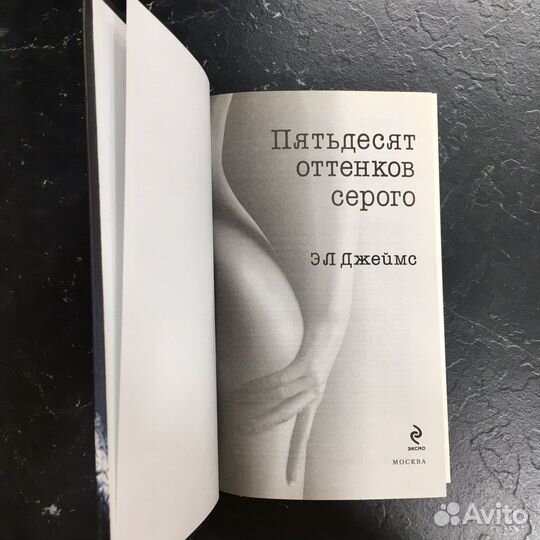 Пятьдесят
оттенков
серого
Э Л Джеймс
ЭКСМО
МОСКВА
Avito